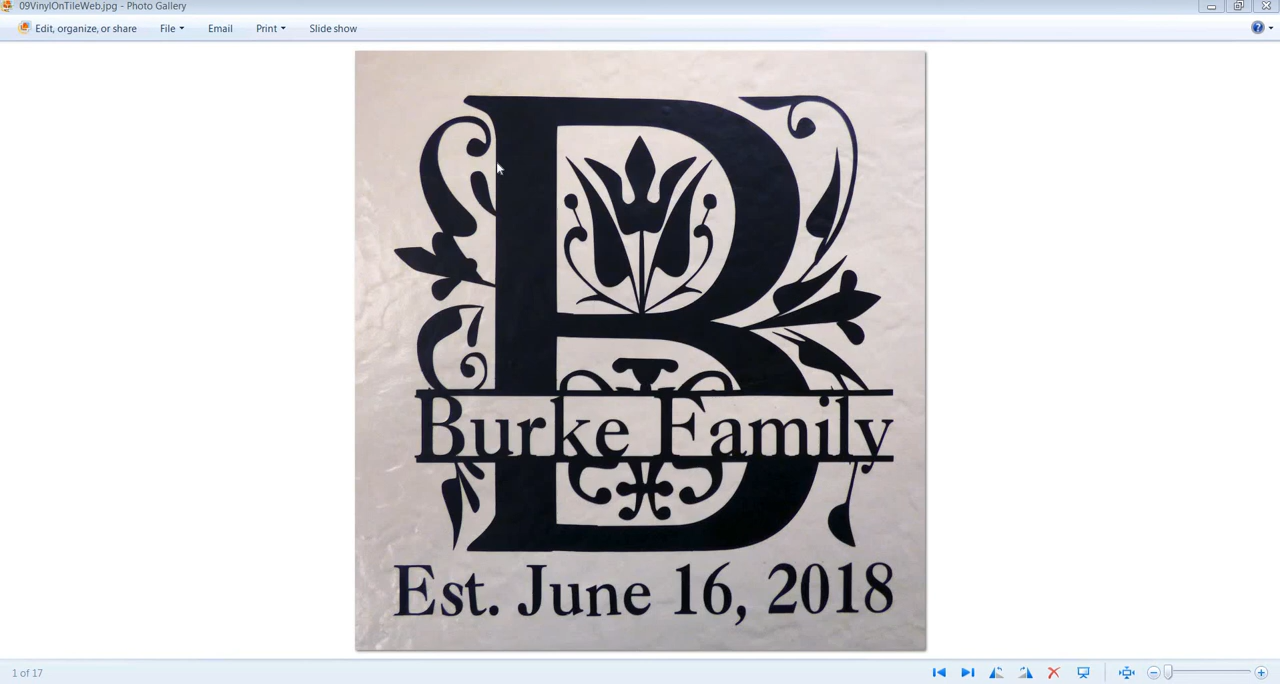 09VinylOnTileWeb.jpg - Photo Gallery
Edit, organize, or share File Email Print Slide show
B
Burke Family
Est. June 16, 2018
1 of 17